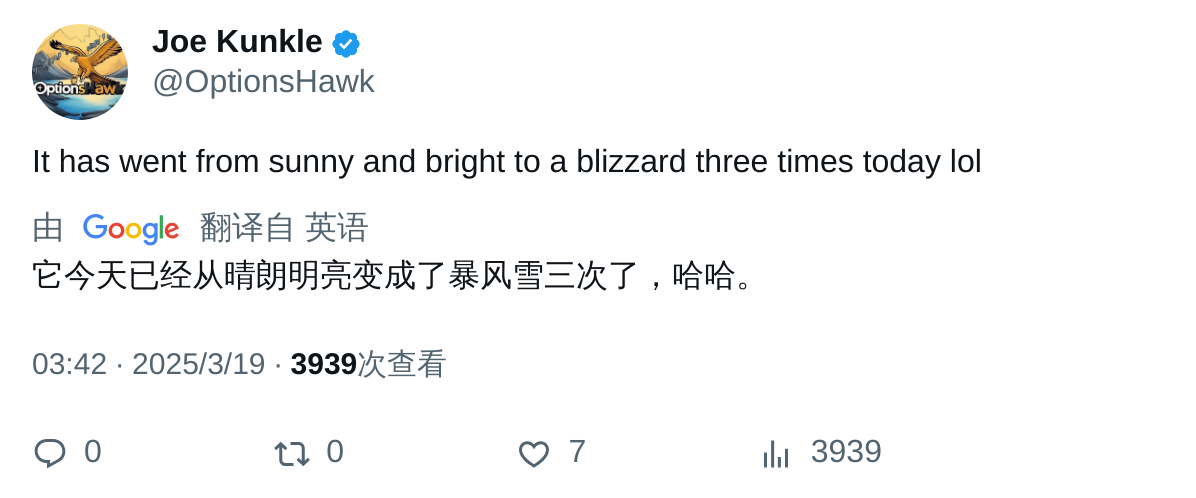 Joe Kunkle
@OptionsHawk
OptionsHawk
It has went from sunny and bright to a blizzard three times today lol
由 Google 翻译自 英语
它今天已经从晴朗明亮变成了暴风雪三次了，哈哈。
03:42 · 2025/3/19 · 3939次查看
0 0 7 3939